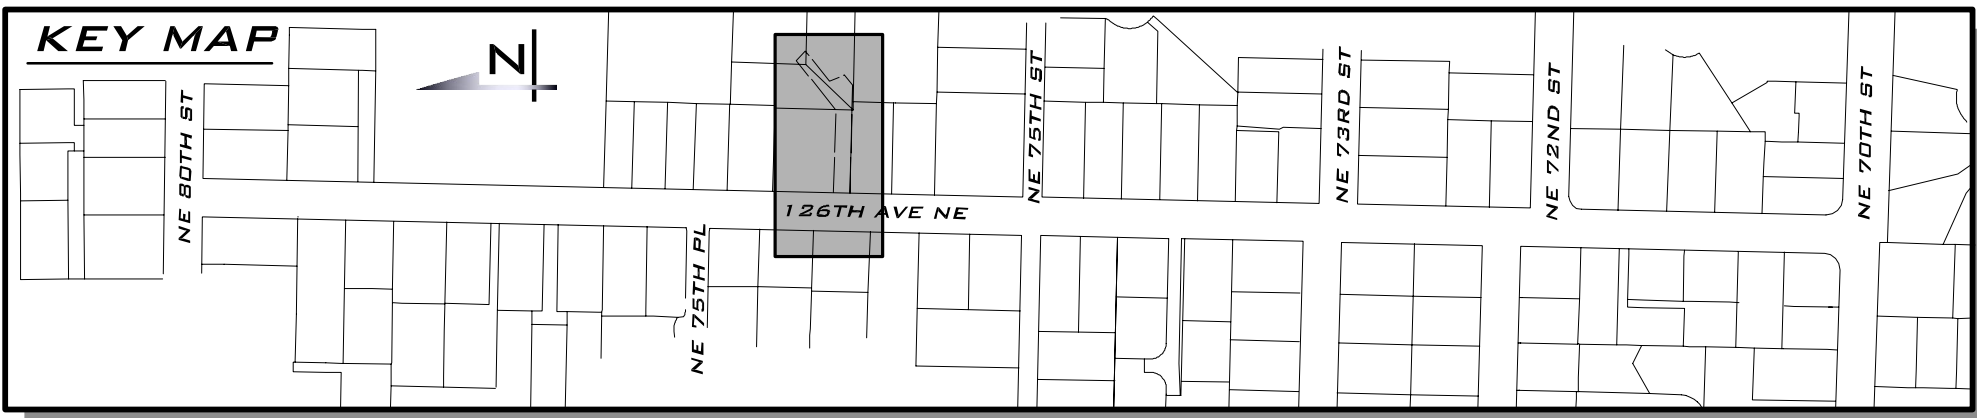 KEY MAP
N
NE 80TH ST
NE 75TH PL
126TH AVE NE
NE 75TH ST
NE 73RD ST
NE 72ND ST
NE 70TH ST